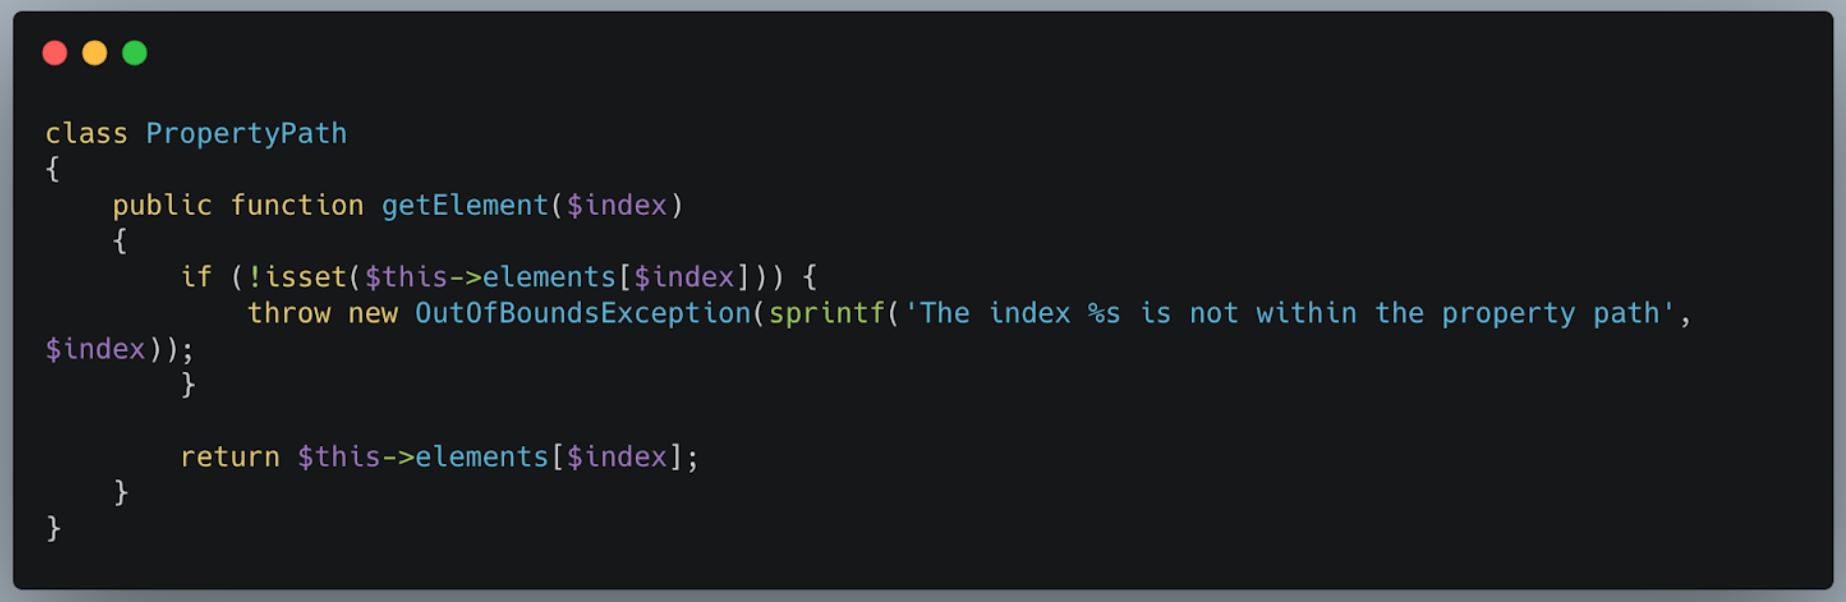 class PropertyPath
{
    public function getElement($index)
    {
        if (!isset($this->elements[$index])) {
            throw new OutOfBoundsException(sprintf('The index %s is not within the property path',
$index));
        }

        return $this->elements[$index];
    }
}